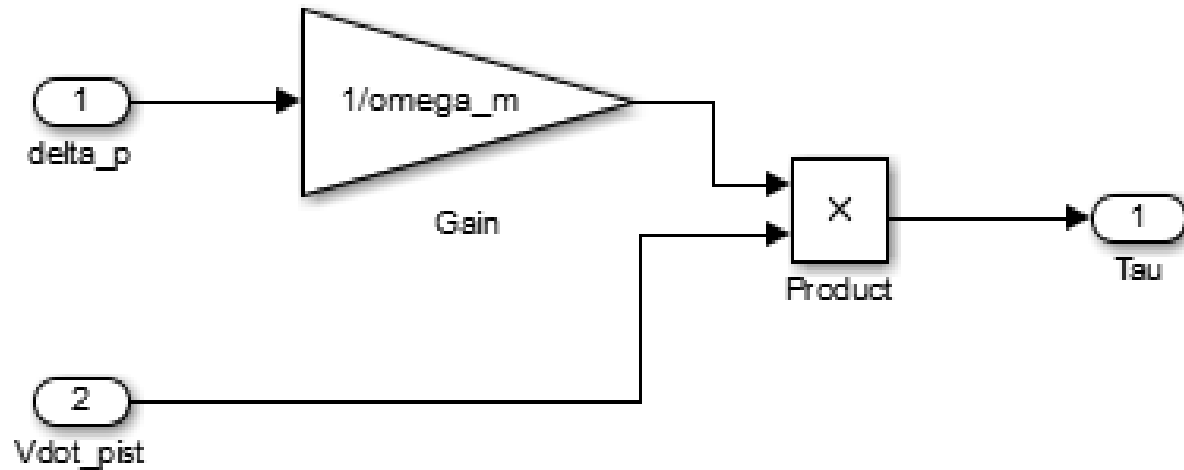 1
delta_p
1/omega_m
Gain
×
Product
1
Tau
2
Vdot_pist